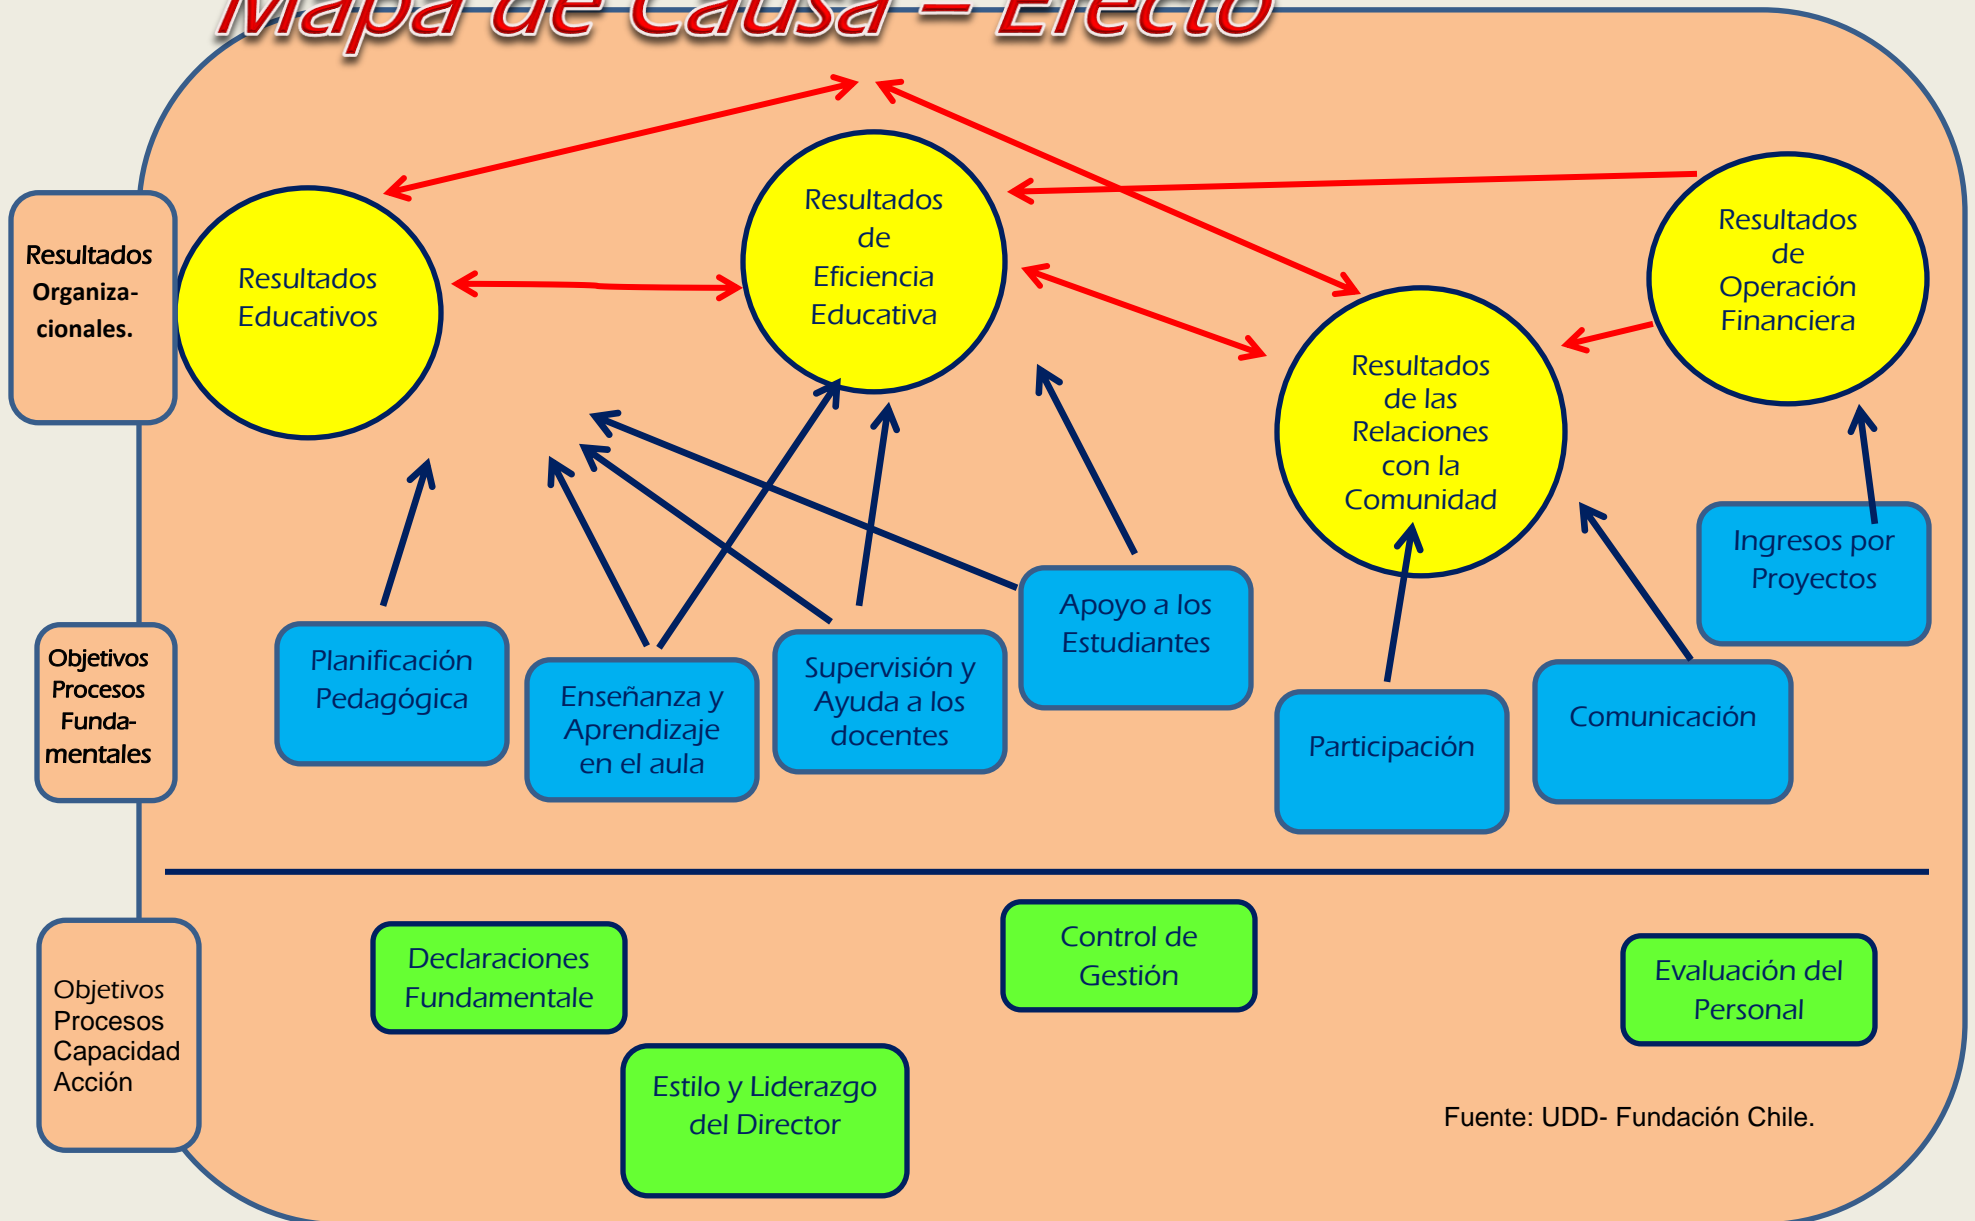 Mapa de Causa – Efecto
Resultados
Organiza-
cionales.
Resultados
Educativos
Resultados
de
Eficiencia
Educativa
Resultados
de las
Relaciones
con la
Comunidad
Resultados
de
Operación
Financiera
Objetivos
Procesos
Funda-
mentales
Planificación
Pedagógica
Enseñanza y
Aprendizaje
en el aula
Supervisión y
Ayuda a los
docentes
Apoyo a los
Estudiantes
Participación
Comunicación
Ingresos por
Proyectos
Objetivos
Procesos
Capacidad
Acción
Declaraciones
Fundamentale
Estilo y Liderazgo
del Director
Control de
Gestión
Evaluación del
Personal
Fuente: UDD- Fundación Chile.